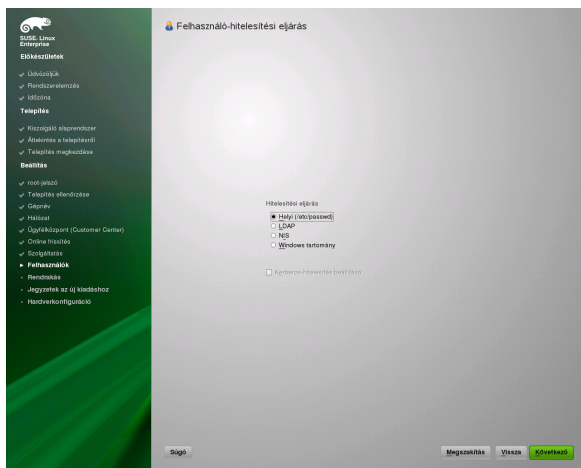 SUSE. Linux
Enterprise
Előkészületek
Üdvözöljük
Rendszerelemzés
Időzóna
Telepítés
Kiszolgáló alaprendszer
Áttekintés a telepítésről
Telepítés megkezdése
Beállítás
root-jelszó
Telepítés ellenőrzése
Gépnév
Hálózat
Ügyfélközpont (Customer Center)
Online frissítés
Szolgáltatás
Felhasználók
Rendrakás
Jegyzetek az új kiadáshoz
Hardverkonfiguráció
Felhasználó-hitelesítési eljárás
Hitelesítési eljárás
Helyi (/etc/passwd)
LDAP
NIS
Windows tartomány
Kerberos-hitelesítés beállítása
Súgó
Megszakítás
Vissza
Következő